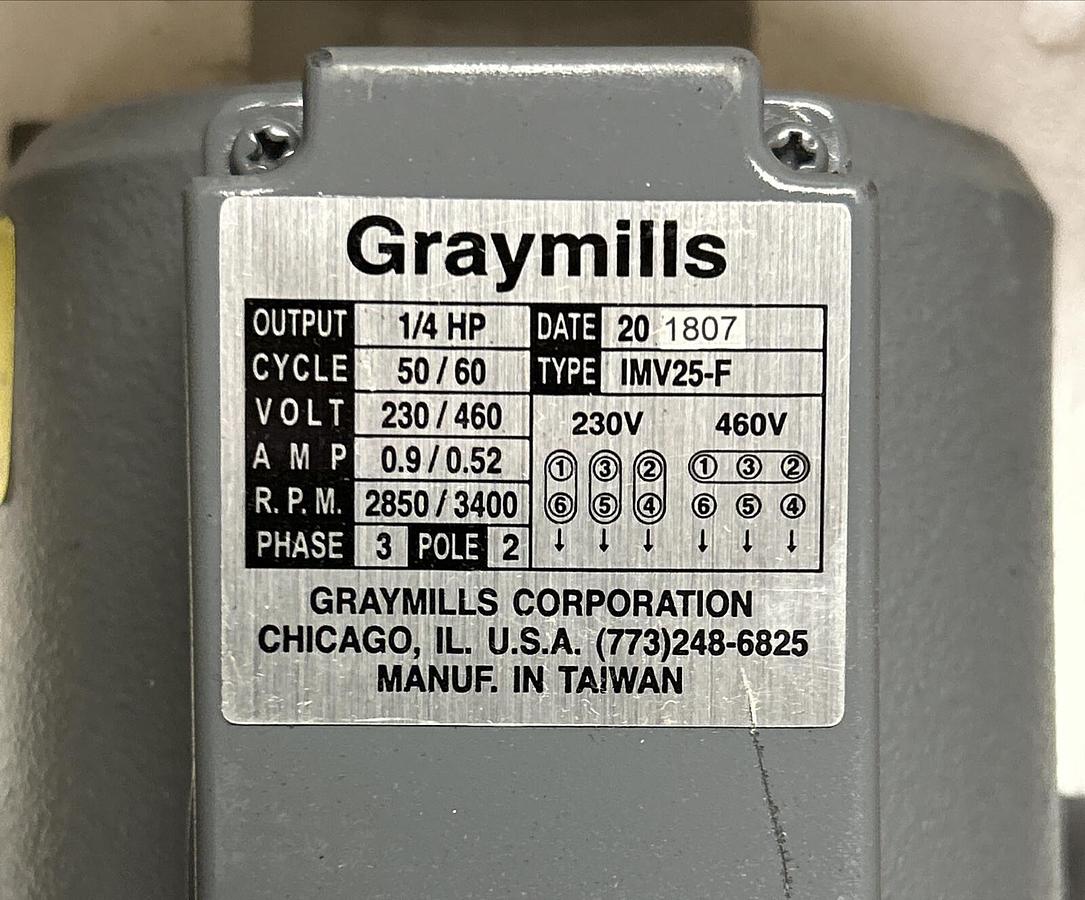 Graymills
OUTPUT 1/4 HP DATE 20 1807
CYCLE 50/60 TYPE IMV25-F
VOLT 230/460
AMP 0.9/0.52
R.P.M. 2850/3400
PHASE 3 POLE 2
230V 460V
① ③ ② ① ③ ②
⑥ ⑤ ④ ⑥ ⑤ ④
↓ ↓ ↓ ↓ ↓ ↓
GRAYMILLS CORPORATION
CHICAGO, IL. U.S.A. (773)248-6825
MANUF. IN TAIWAN